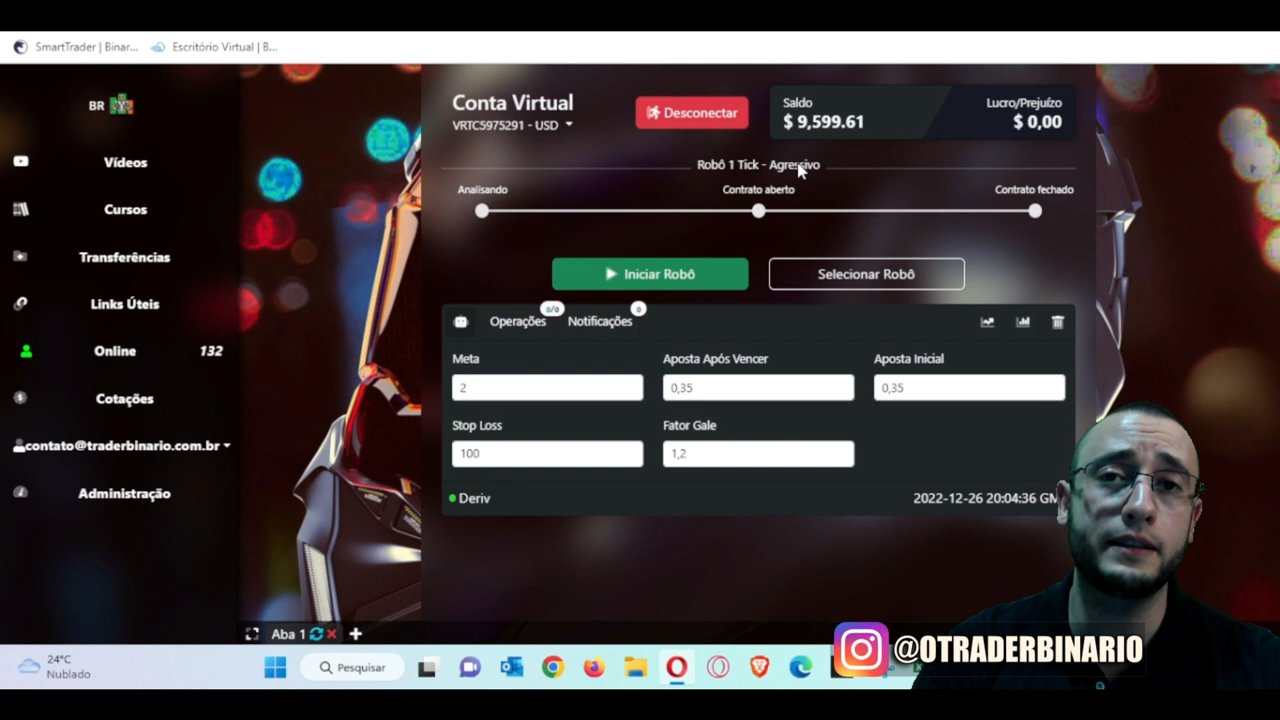 SmartTrader | Binar...
Escritório Virtual | B...
BR
Vídeos
Cursos
Transferências
Links Úteis
Online 132
Cotações
contato@traderbinario.com.br
Administração
Conta Virtual
VRTC5975291 - USD
Desconectar
Saldo
$ 9,599.61
Lucro/Prejuízo
$ 0,00
Robô 1 Tick - Agressivo
Analisando
Contrato aberto
Contrato fechado
Iniciar Robô
Selecionar Robô
Operações 0/0
Notificações 0
Meta
2
Aposta Após Vencer
0,35
Aposta Inicial
0,35
Stop Loss
100
Fator Gale
1,2
Deriv
2022-12-26 20:04:36 GM
Aba 1
24°C
Nublado
Pesquisar
@OTRADERBINARIO